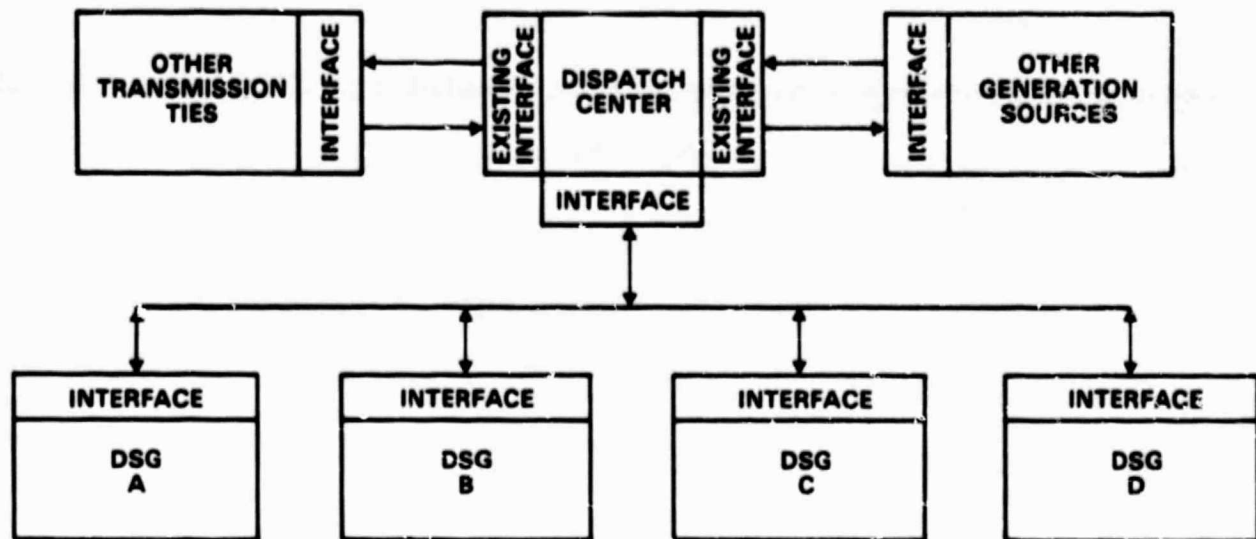 OTHER
TRANSMISSION
TIES
INTERFACE
EXISTING
INTERFACE
DISPATCH
CENTER
EXISTING
INTERFACE
INTERFACE
OTHER
GENERATION
SOURCES
INTERFACE
INTERFACE
DSG
A
INTERFACE
DSG
B
INTERFACE
DSG
C
INTERFACE
DSG
D